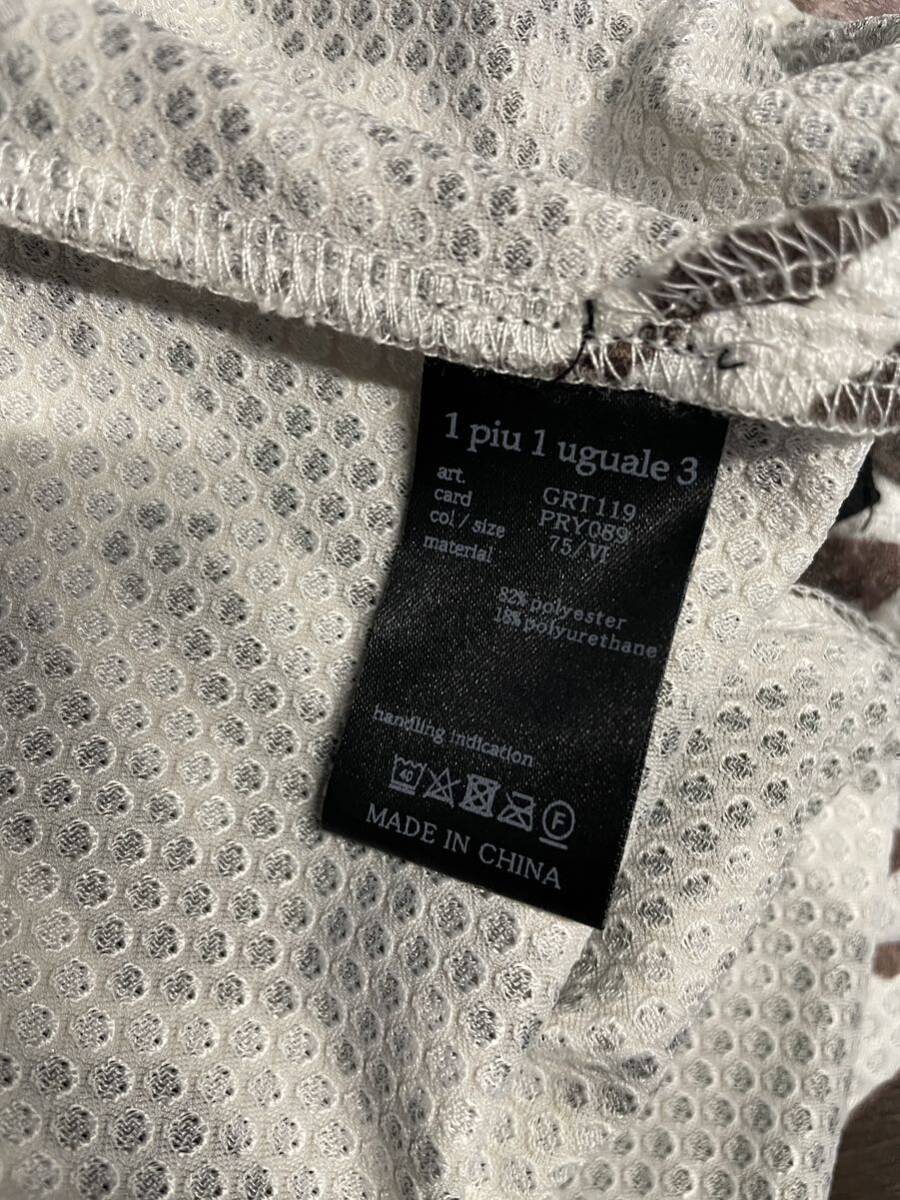 1 piu 1 uguale 3
art. GRT119
card PRY089
col / size 75/VI
material
82% polyester
18% polyurethane
handling indication
40 F
MADE IN CHINA